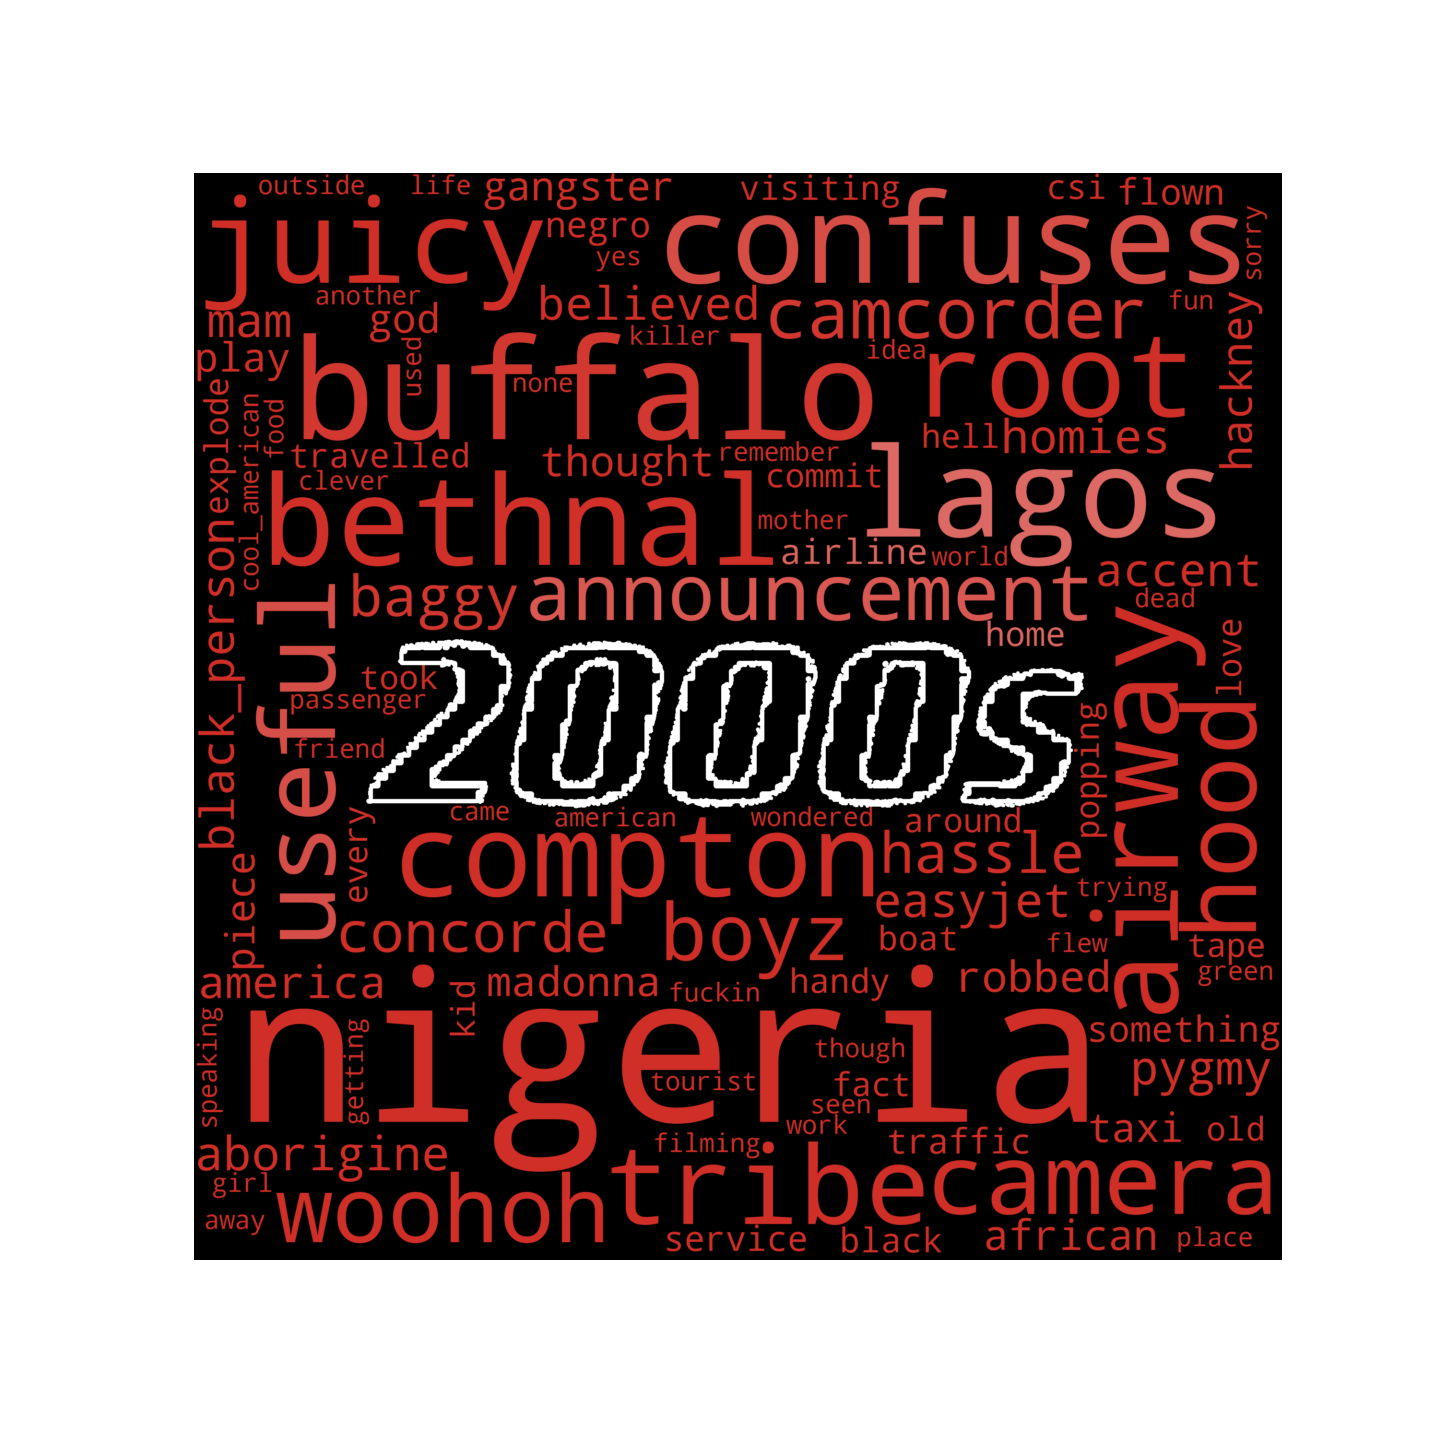 outside life gangster visiting csi flown
juicy negro confuses sorry
yes
another believed camcorder fun
mam god killer hackney
play used buffalo none idea root
explode food cool_american travelled thought remember hell homies
clever bethnal commit lagos
mother
airline world
black_person baggy announcement accent
dead
useful home love
2000s
took
passenger
friend popping airway hood
came american wondered around
every compton hassle
piece concorde boyz easyjet trying
boat flew tape
america madonna fuckin handy robbed green
kid
speaking getting nigeria something
though
tourist fact pygmy
seen
work taxi old
aborigine filming traffic
girl tribe camera
away woohoh
service black african place